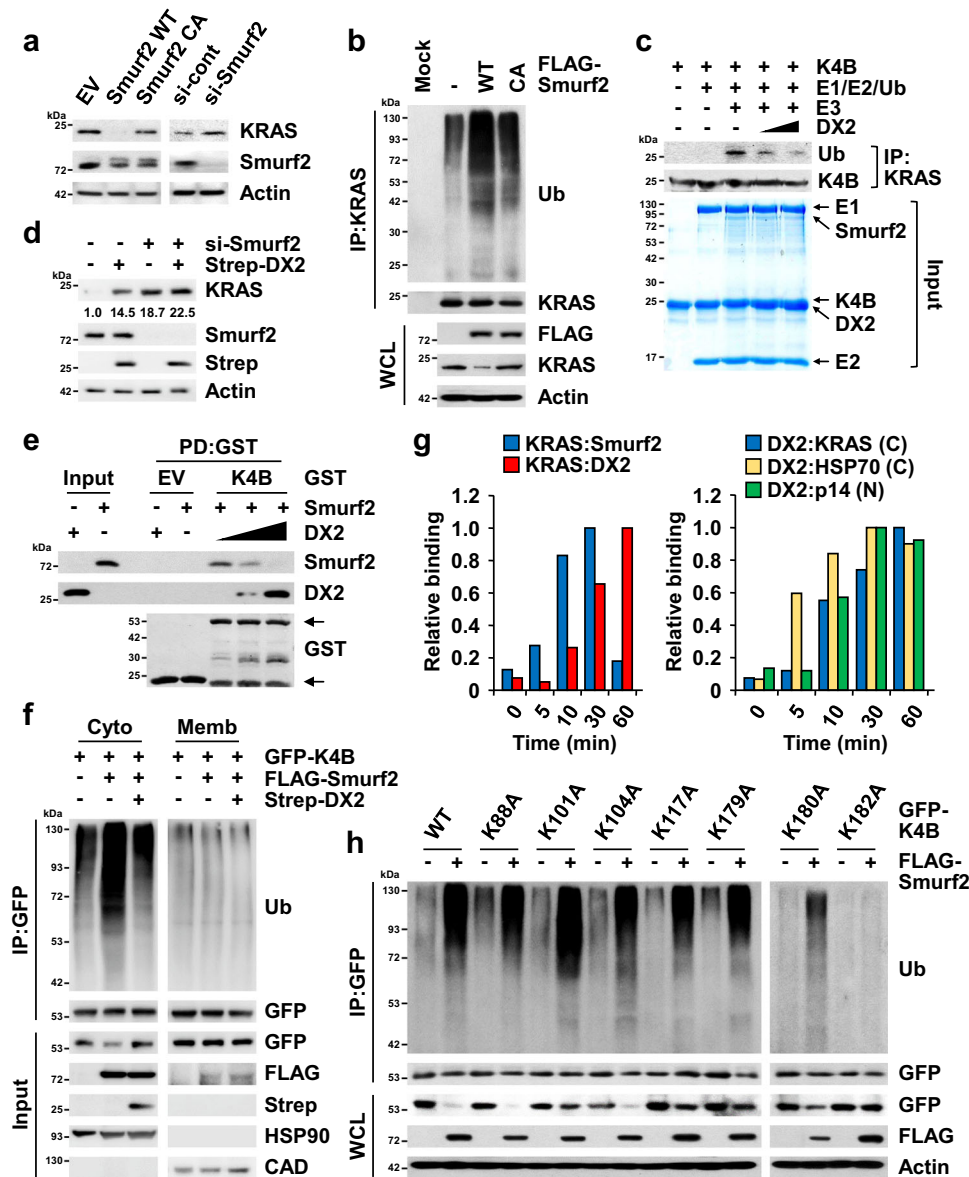 a
EV
Smurf2 WT
Smurf2 CA
si-cont
si-Smurf2
kDa
25
KRAS
72
Smurf2
42
Actin
b
Mock
-
WT
CA
FLAG-
Smurf2
kDa
130
93
72
53
42
30
25
Ub
IP:KRAS
25
KRAS
WCL
72
FLAG
25
KRAS
42
Actin
c
+ + + + + K4B
- + + + + E1/E2/Ub
- - + + + E3
- - - DX2
kDa
25
Ub
25
K4B
IP:
KRAS
130
95
72
53
42
30
25
17
E1
Smurf2
K4B
DX2
E2
Input
d
- - + + si-Smurf2
- + - + Strep-DX2
kDa
25
KRAS
1.0 14.5 18.7 22.5
72
Smurf2
53
Strep
42
Actin
e
PD:GST
Input EV K4B GST
- + - + + + + Smurf2
+ - + - DX2
kDa
72
Smurf2
25
DX2
53
42
30
25
GST
f
Cyto Memb
+ + + + + + GFP-K4B
- + + - + + FLAG-Smurf2
- - + - - + Strep-DX2
kDa
130
93
72
53
42
Ub
IP:GFP
53
GFP
Input
53
GFP
72
FLAG
25
Strep
93
HSP90
130
CAD
g
KRAS:Smurf2
KRAS:DX2
Relative binding
1.2
1.0
0.8
0.6
0.4
0.2
0
0 5 10 30 60
Time (min)
DX2:KRAS (C)
DX2:HSP70 (C)
DX2:p14 (N)
Relative binding
1.2
1.0
0.8
0.6
0.4
0.2
0
0 5 10 30 60
Time (min)
h
WT K88A K101A K104A K117A K179A K180A K182A
GFP-
K4B
- + - + - + - + - + - + - + - + FLAG-
Smurf2
kDa
130
93
72
53
42
Ub
IP:GFP
53
GFP
WCL
53
GFP
72
FLAG
42
Actin